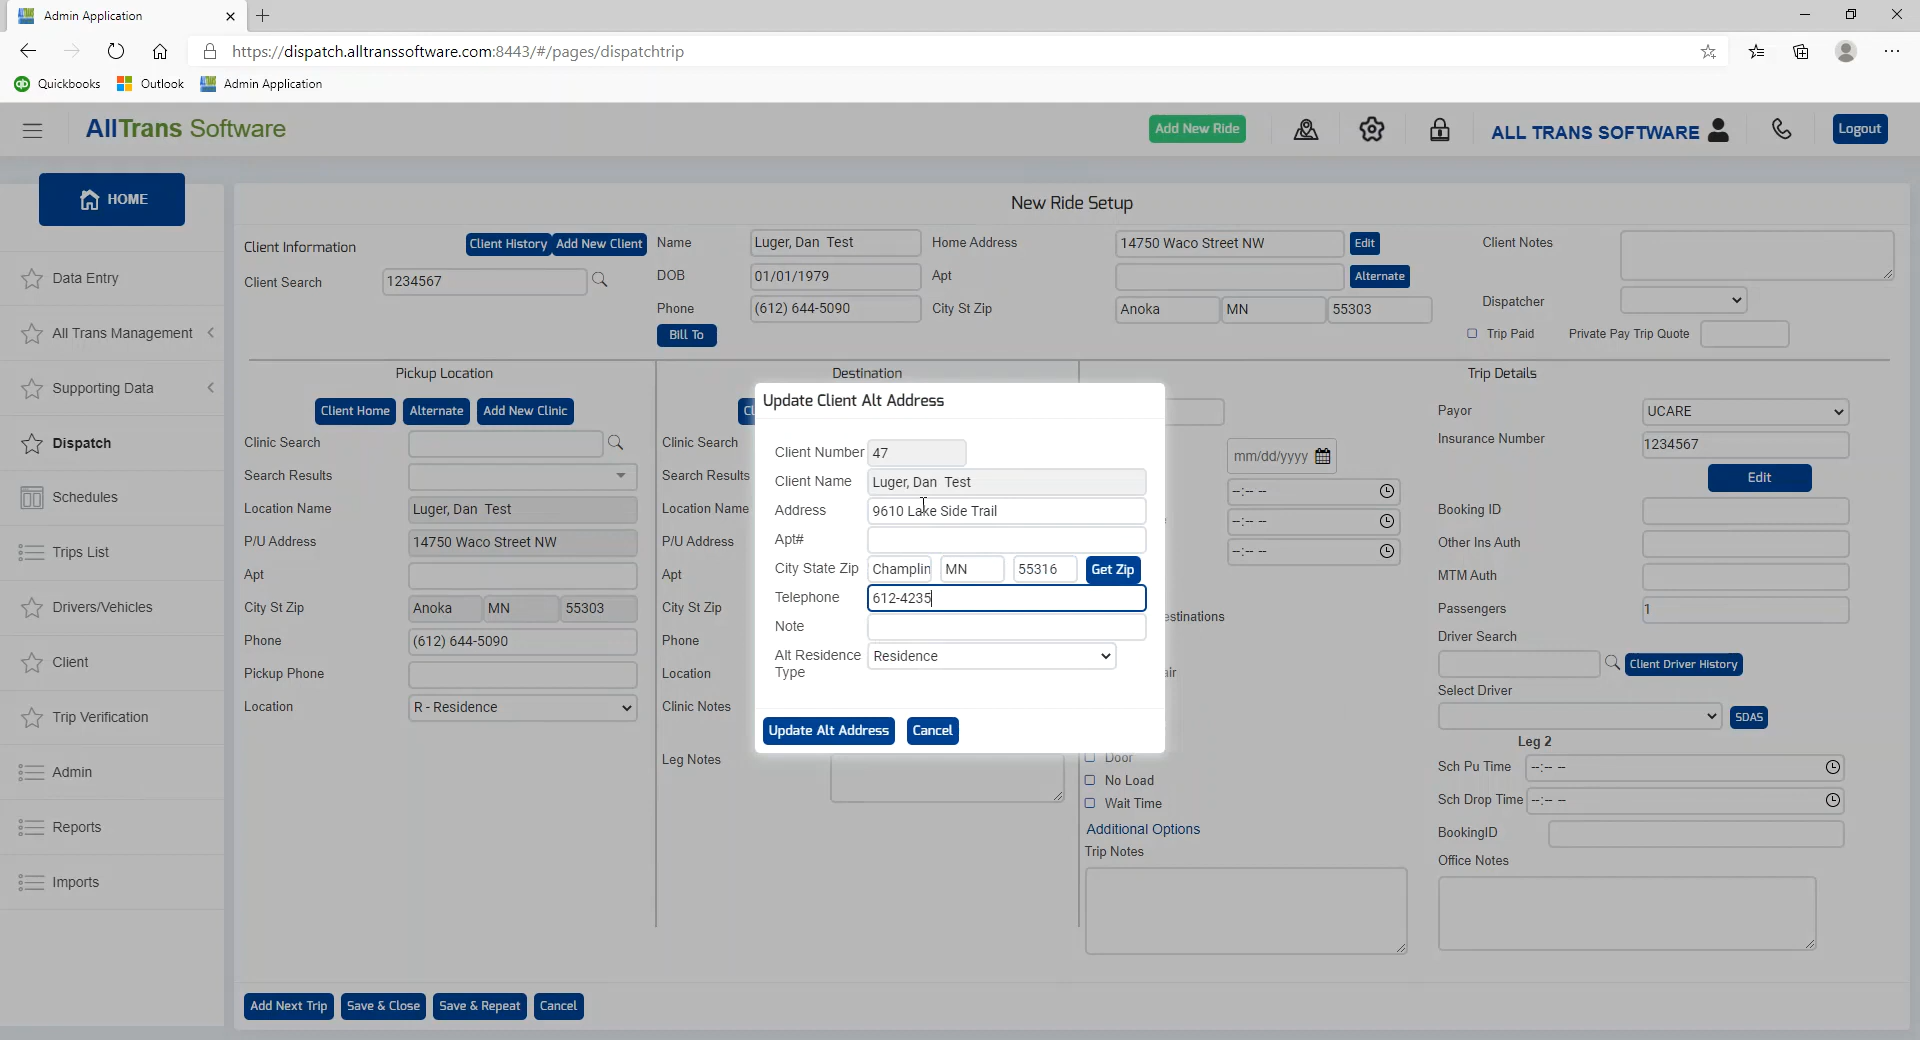 Admin Application
https://dispatch.alltranssoftware.com:8443/#/pages/dispatchtrip
Quickbooks Outlook Admin Application
AllTrans Software Add New Ride ALL TRANS SOFTWARE Logout
HOME
Data Entry
All Trans Management
Supporting Data
Dispatch
Schedules
Trips List
Drivers/Vehicles
Client
Trip Verification
Admin
Reports
Imports
New Ride Setup
Client Information Client History Add New Client
Client Search 1234567
Name Luger, Dan Test
DOB 01/01/1979
Phone (612) 644-5090
Bill To
Home Address 14750 Waco Street NW Edit
Apt Alternate
City St Zip Anoka MN 55303
Client Notes
Dispatcher
Trip Paid Private Pay Trip Quote
Pickup Location
Client Home Alternate Add New Clinic
Clinic Search
Search Results
Location Name Luger, Dan Test
P/U Address 14750 Waco Street NW
Apt
City St Zip Anoka MN 55303
Phone (612) 644-5090
Pickup Phone
Location R - Residence
Destination
Cl
Clinic Search
Search Results
Location Name
P/U Address
Apt
City St Zip
Phone
Location
Clinic Notes
Leg Notes
Update Client Alt Address
Client Number 47
Client Name Luger, Dan Test
Address 9610 Lake Side Trail
Apt#
City State Zip Champlin MN 55316 Get Zip
Telephone 612-4235
Note
Alt Residence Type Residence
Update Alt Address Cancel
mm/dd/yyyy
--:-- --
--:-- --
--:-- --
estinations
air
Door
No Load
Wait Time
Additional Options
Trip Notes
Trip Details
Payor UCARE
Insurance Number 1234567
Edit
Booking ID
Other Ins Auth
MTM Auth
Passengers 1
Driver Search
Client Driver History
Select Driver
SDAS
Leg 2
Sch Pu Time --:-- --
Sch Drop Time --:-- --
BookingID
Office Notes
Add Next Trip Save & Close Save & Repeat Cancel